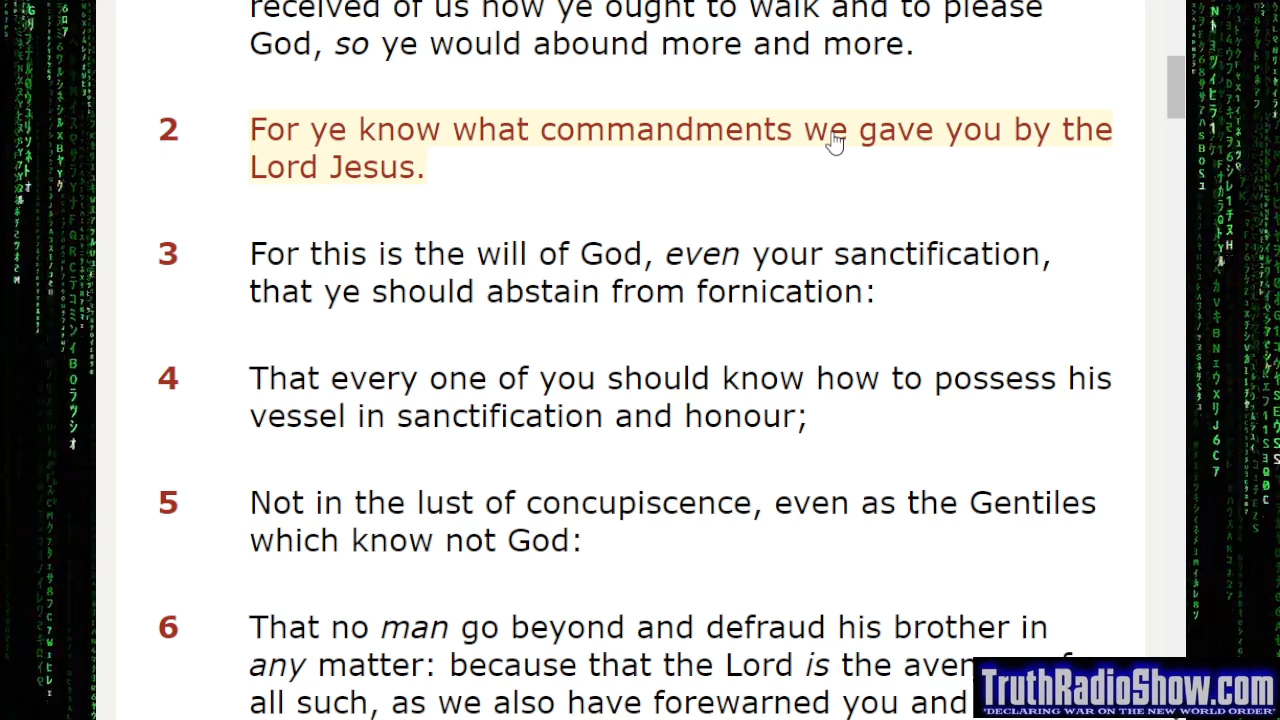 received of us how ye ought to walk and to please
God, so ye would abound more and more.
2 For ye know what commandments we gave you by the
Lord Jesus.
3 For this is the will of God, even your sanctification,
that ye should abstain from fornication:
4 That every one of you should know how to possess his
vessel in sanctification and honour;
5 Not in the lust of concupiscence, even as the Gentiles
which know not God:
6 That no man go beyond and defraud his brother in
any matter: because that the Lord is the
all such, as we also have forewarned you and
TruthRadioShow.com
"DECLARING WAR ON THE NEW WORLD ORDER"